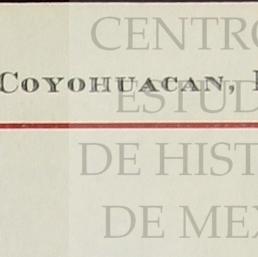 CENTRO
COYOHUACAN,
ESTUD
DE HIST
DE MEX